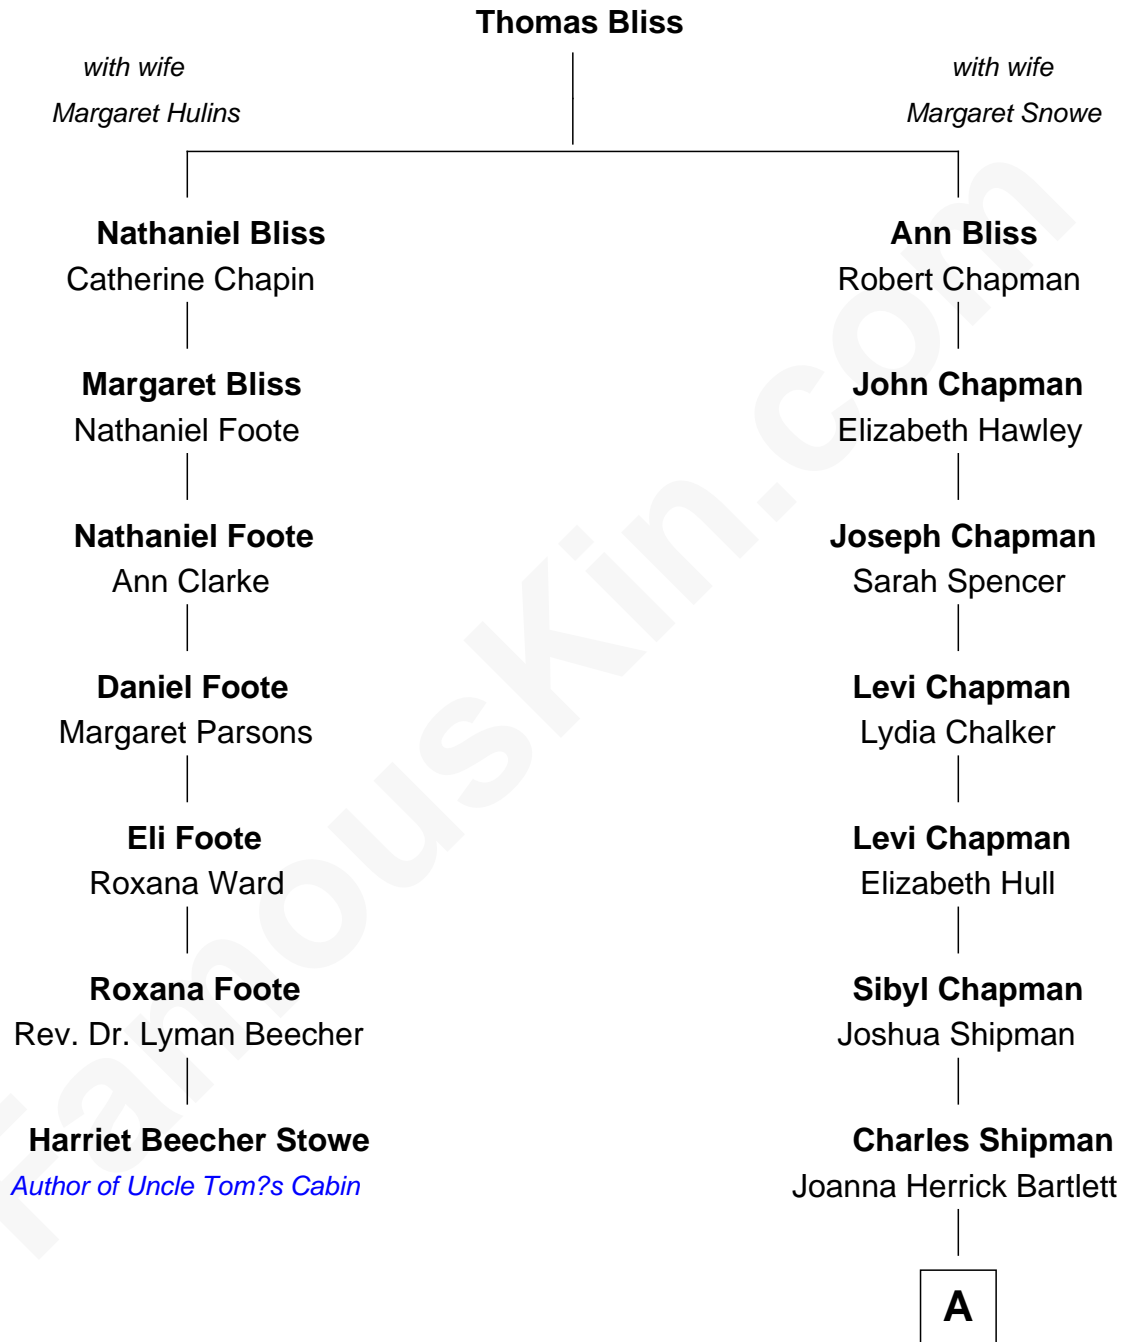 Thomas Bliss
with wife
Margaret Hulins
with wife
Margaret Snowe
Nathaniel Bliss
Catherine Chapin
Ann Bliss
Robert Chapman
Margaret Bliss
Nathaniel Foote
John Chapman
Elizabeth Hawley
Nathaniel Foote
Ann Clarke
Joseph Chapman
Sarah Spencer
Daniel Foote
Margaret Parsons
Levi Chapman
Lydia Chalker
Eli Foote
Roxana Ward
Levi Chapman
Elizabeth Hull
Roxana Foote
Rev. Dr. Lyman Beecher
Sibyl Chapman
Joshua Shipman
Harriet Beecher Stowe
Author of Uncle Tom?s Cabin
Charles Shipman
Joanna Herrick Bartlett
A
FamousKin.com